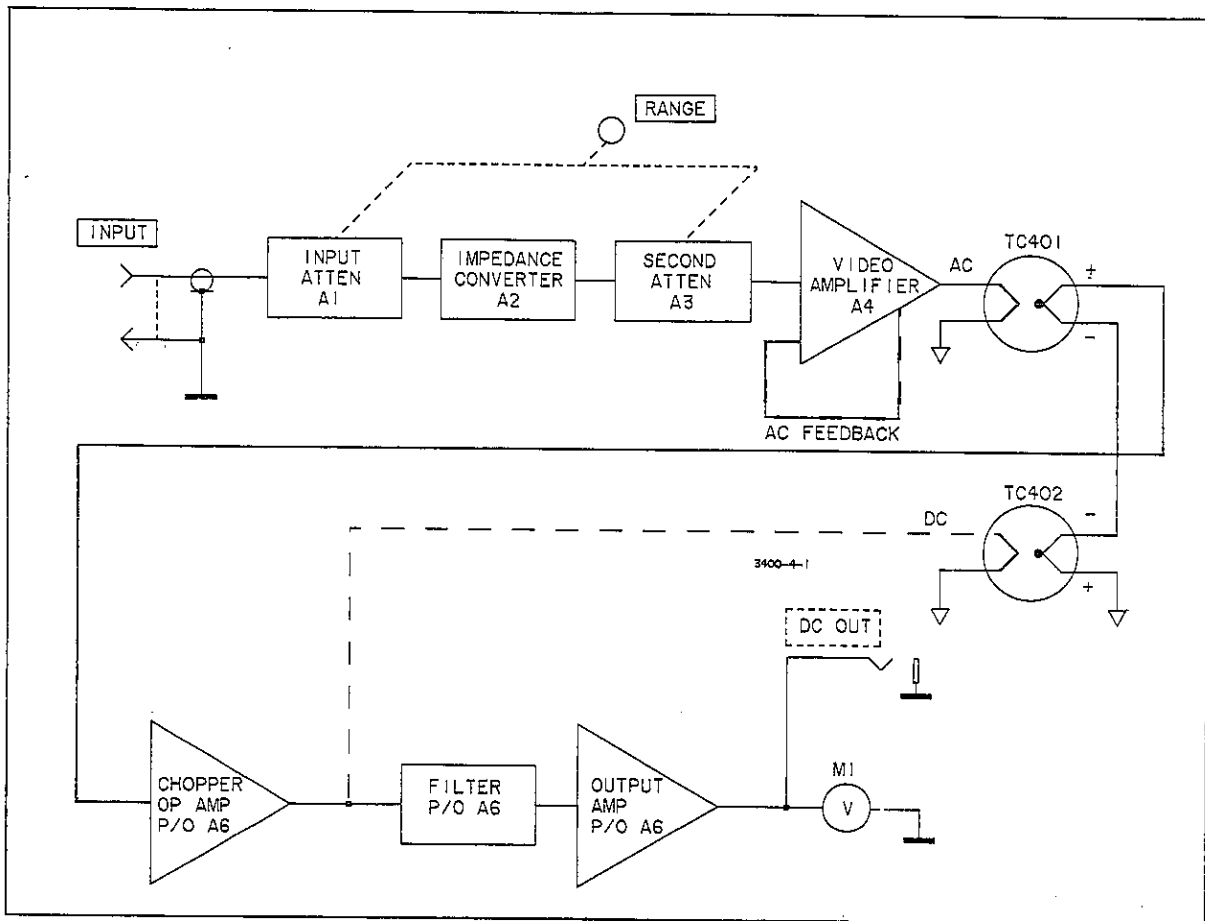 RANGE
INPUT
INPUT
ATTEN
A1
IMPEDANCE
CONVERTER
A2
SECOND
ATTEN
A3
VIDEO
AMPLIFIER
A4
AC
TC401
±
-
AC FEEDBACK
TC402
-
DC
+
3400-4-1
DC OUT
CHOPPER
OP AMP
P/O A6
FILTER
P/O A6
OUTPUT
AMP
P/O A6
M1
V